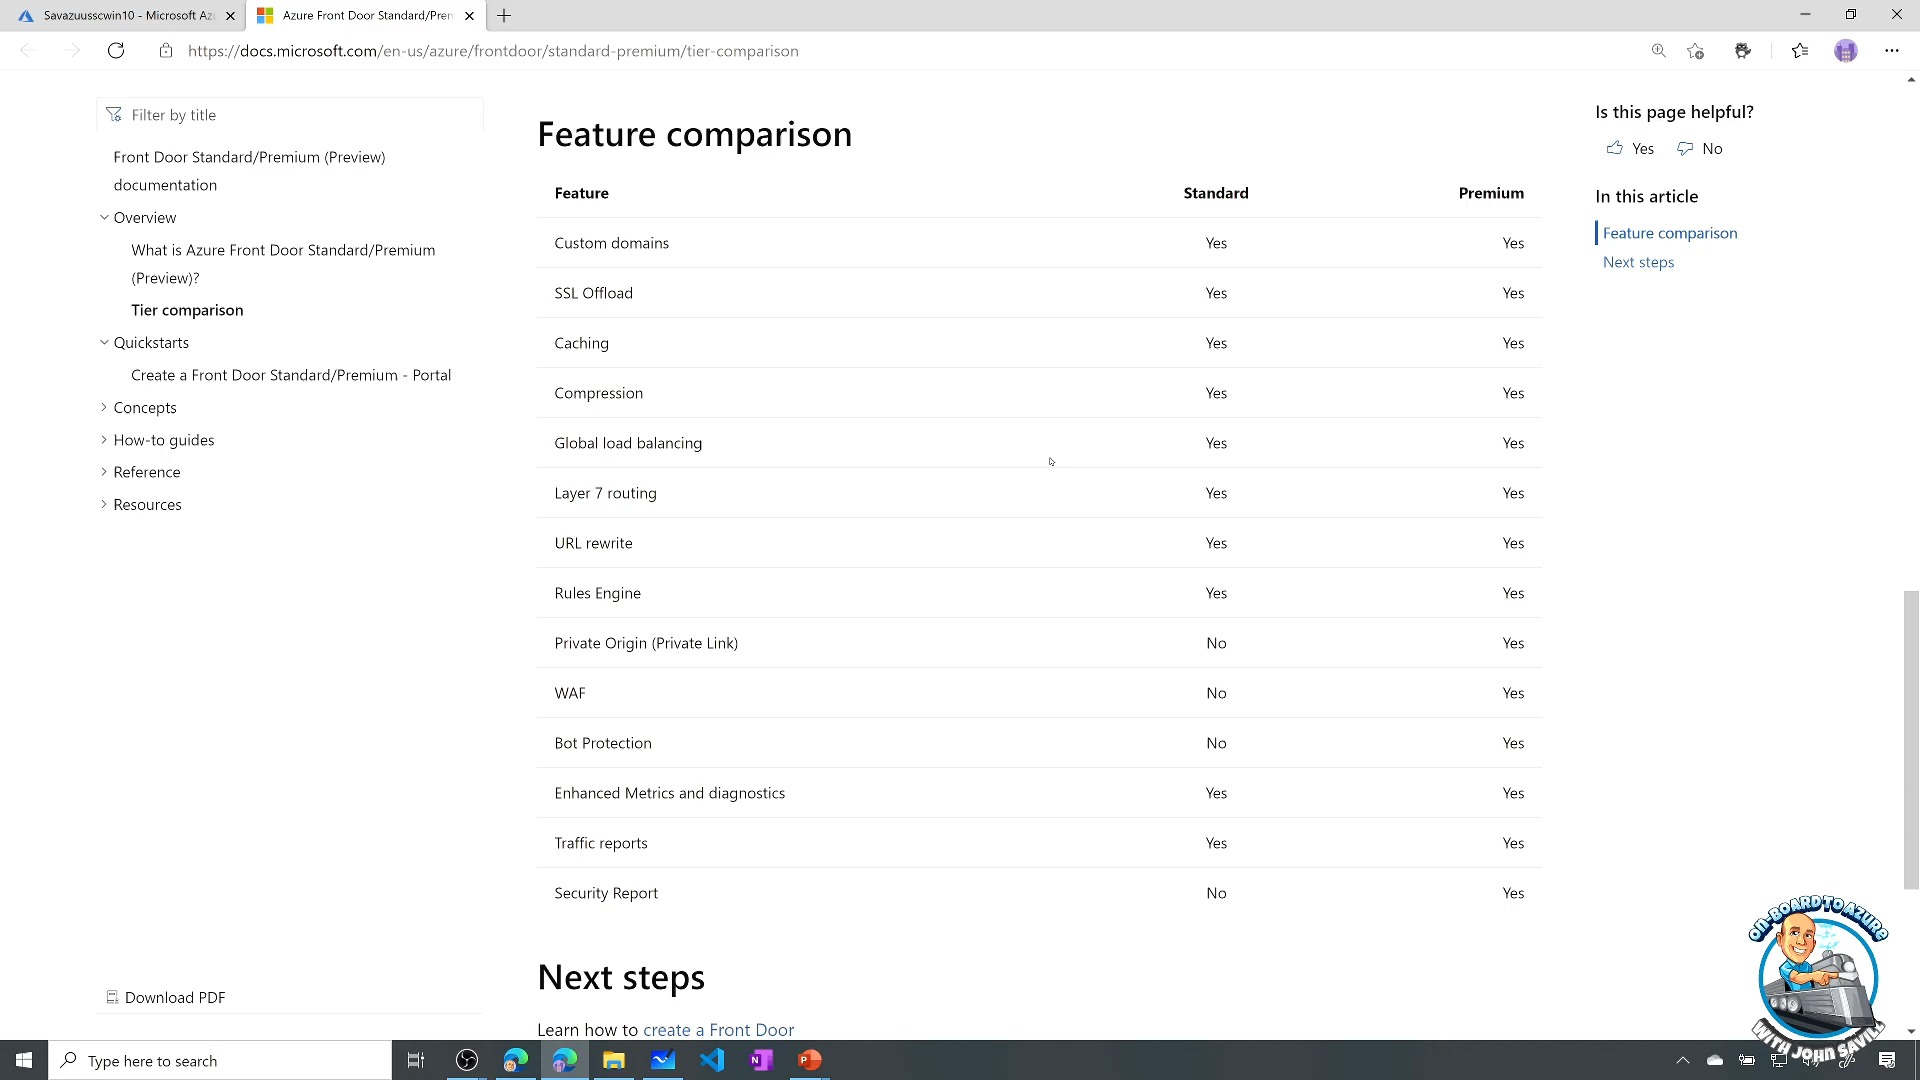 Savazuusscwin10 - Microsoft Az
Azure Front Door Standard/Prem
https://docs.microsoft.com/en-us/azure/frontdoor/standard-premium/tier-comparison
Filter by title
Front Door Standard/Premium (Preview)
documentation
Overview
What is Azure Front Door Standard/Premium
(Preview)?
Tier comparison
Quickstarts
Create a Front Door Standard/Premium - Portal
Concepts
How-to guides
Reference
Resources
Download PDF
Feature comparison
Feature Standard Premium
Custom domains Yes Yes
SSL Offload Yes Yes
Caching Yes Yes
Compression Yes Yes
Global load balancing Yes Yes
Layer 7 routing Yes Yes
URL rewrite Yes Yes
Rules Engine Yes Yes
Private Origin (Private Link) No Yes
WAF No Yes
Bot Protection No Yes
Enhanced Metrics and diagnostics Yes Yes
Traffic reports Yes Yes
Security Report No Yes
Next steps
Learn how to create a Front Door
Is this page helpful?
Yes No
In this article
Feature comparison
Next steps
ON-BOARD TO AZURE
WITH JOHN SAVILL
Type here to search